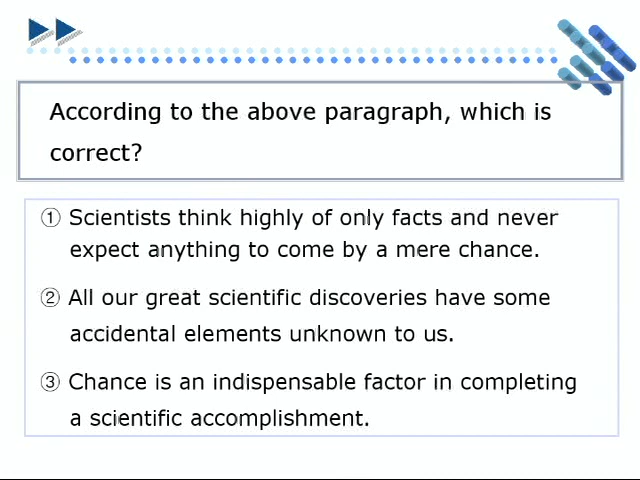 According to the above paragraph, which is
correct?
① Scientists think highly of only facts and never
expect anything to come by a mere chance.
② All our great scientific discoveries have some
accidental elements unknown to us.
③ Chance is an indispensable factor in completing
a scientific accomplishment.